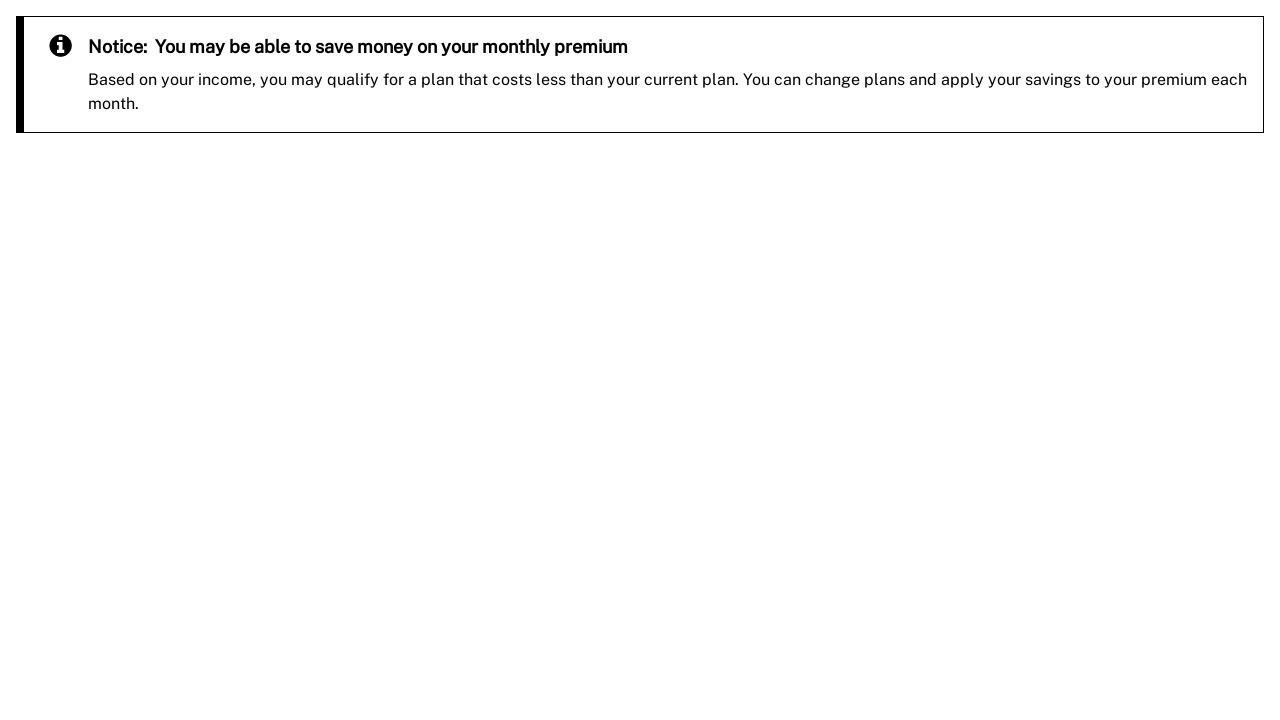 Notice: You may be able to save money on your monthly premium
Based on your income, you may qualify for a plan that costs less than your current plan. You can change plans and apply your savings to your premium each
month.